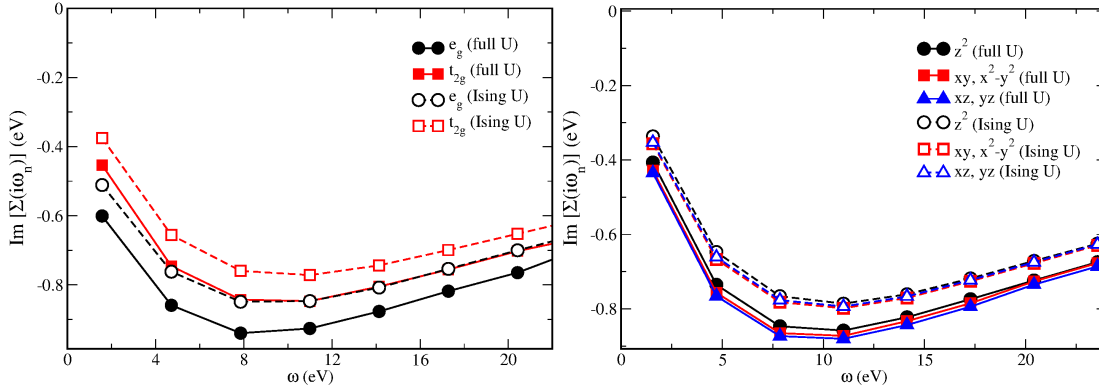 0
-0.2
-0.4
-0.6
-0.8
Im [Σ(iωn)] (eV)
0 4 8 12 16 20
ω (eV)
eg (full U)
t2g (full U)
eg (Ising U)
t2g (Ising U)
0
-0.2
-0.4
-0.6
-0.8
Im [Σ(iωn)] (eV)
0 5 10 15 20
ω (eV)
z² (full U)
xy, x²-y² (full U)
xz, yz (full U)
z² (Ising U)
xy, x²-y² (Ising U)
xz, yz (Ising U)